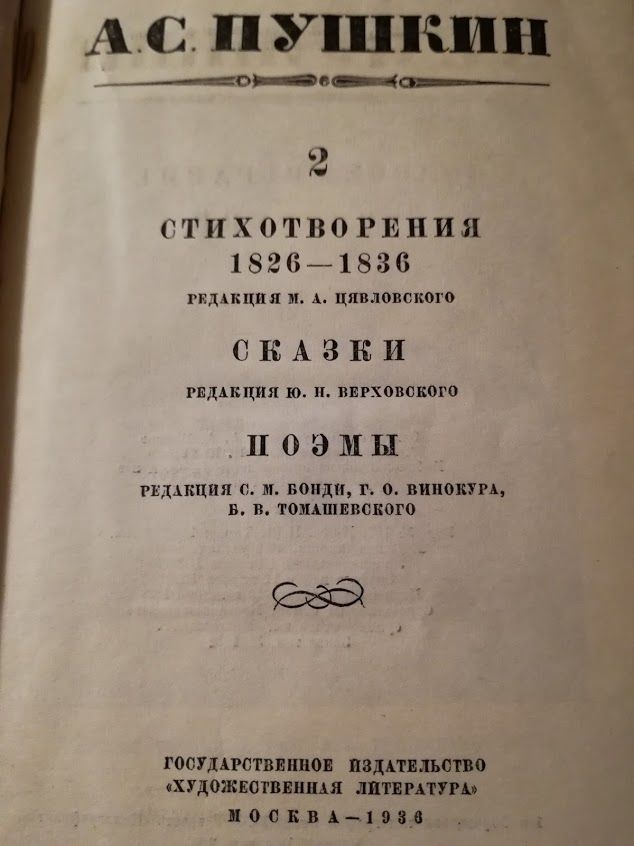 А.С. ПУШКИН
2
СТИХОТВОРЕНИЯ
1826—1836
РЕДАКЦИЯ М. А. ЦЯВЛОВСКОГО
СКАЗКИ
РЕДАКЦИЯ Ю. Н. ВЕРХОВСКОГО
ПОЭМЫ
РЕДАКЦИЯ С. М. БОНДИ, Г. О. ВИНОКУРА,
Б. В. ТОМАШЕВСКОГО
ГОСУДАРСТВЕННОЕ ИЗДАТЕЛЬСТВО
«ХУДОЖЕСТВЕННАЯ ЛИТЕРАТУРА»
МОСКВА—1936